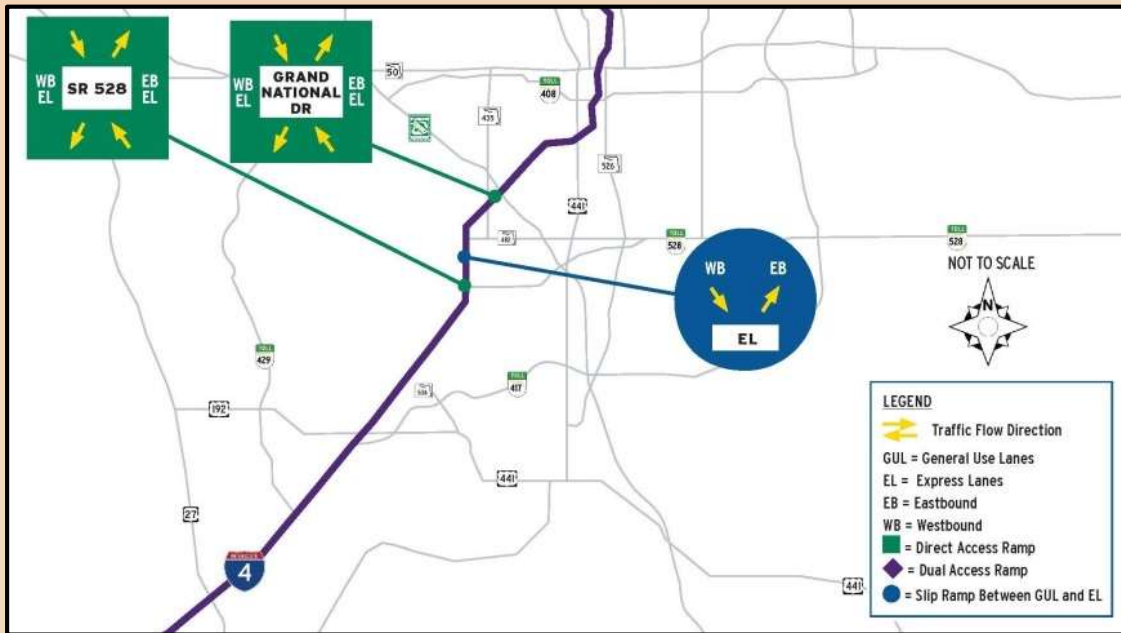 WB
EL
SR 528
EB
EL
WB
EL
GRAND
NATIONAL
DR
EB
EL
50
TOLL
408
435
526
441
482
TOLL
528
TOLL
528
NOT TO SCALE
N
WB
EB
EL
TOLL
429
TOLL
417
536
192
441
27
4
441
LEGEND
Traffic Flow Direction
GUL = General Use Lanes
EL = Express Lanes
EB = Eastbound
WB = Westbound
= Direct Access Ramp
= Dual Access Ramp
= Slip Ramp Between GUL and EL